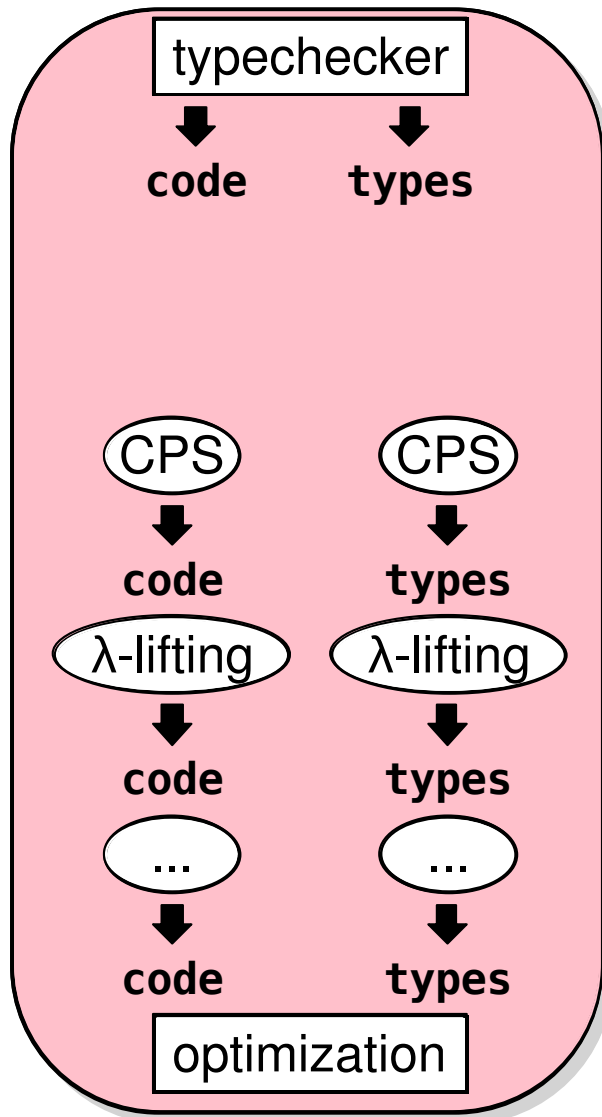 typechecker
code types
CPS CPS
code types
λ-lifting λ-lifting
code types
... ...
code types
optimization